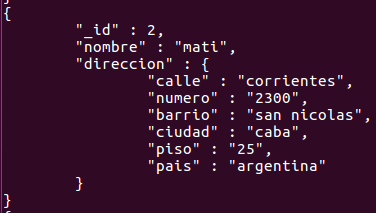 }
{
"_id" : 2,
"nombre" : "mati",
"direccion" : {
"calle" : "corrientes",
"numero" : "2300",
"barrio" : "san nicolas",
"ciudad" : "caba",
"piso" : "25",
"pais" : "argentina"
}
}
{